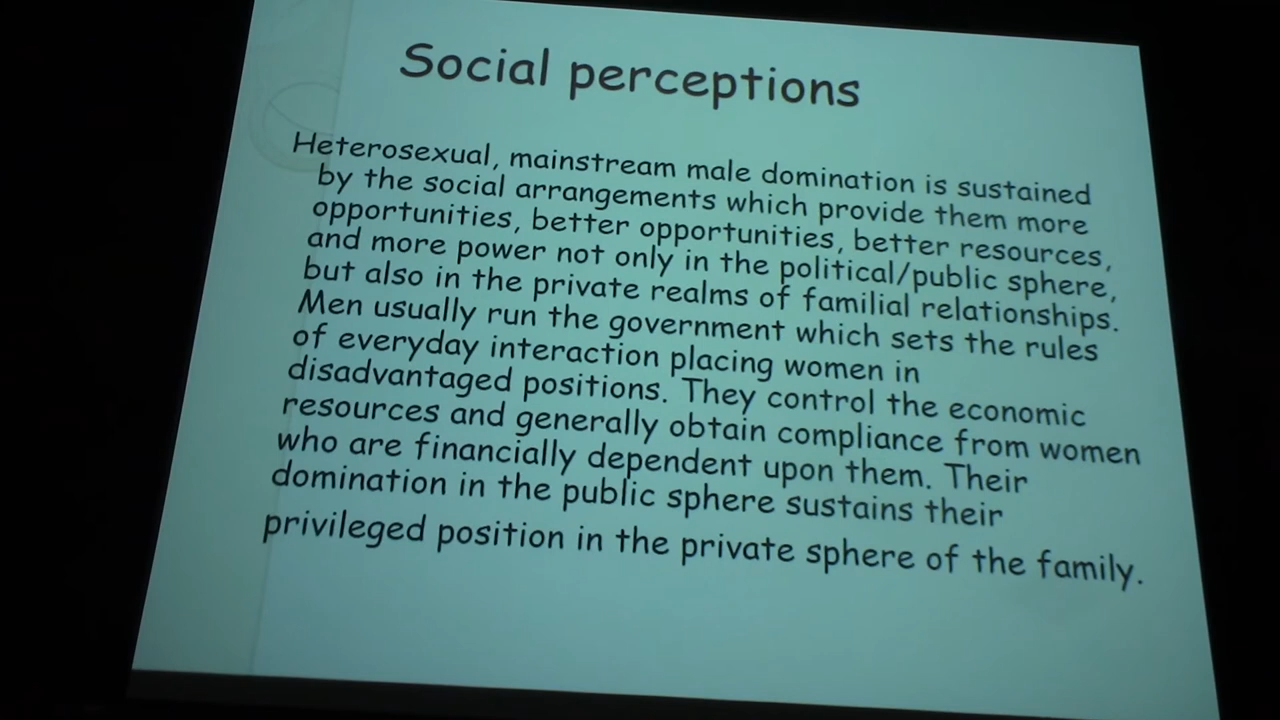 Social perceptions
Heterosexual, mainstream male domination is sustained
by the social arrangements which provide them more
opportunities, better opportunities, better resources,
and more power not only in the political/public sphere,
but also in the private realms of familial relationships.
Men usually run the government which sets the rules
of everyday interaction placing women in
disadvantaged positions. They control the economic
resources and generally obtain compliance from women
who are financially dependent upon them. Their
domination in the public sphere sustains their
privileged position in the private sphere of the family.